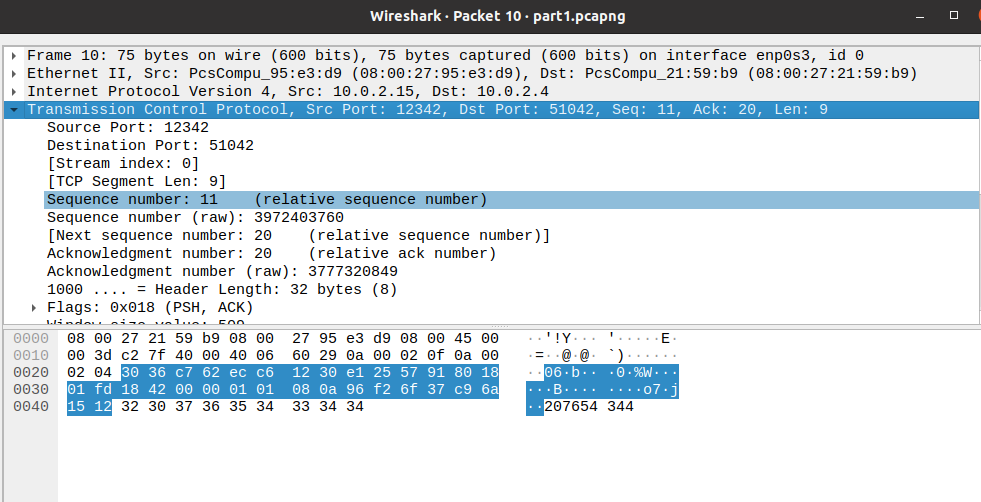 Wireshark · Packet 10 · part1.pcapng
Frame 10: 75 bytes on wire (600 bits), 75 bytes captured (600 bits) on interface enp0s3, id 0
Ethernet II, Src: PcsCompu_95:e3:d9 (08:00:27:95:e3:d9), Dst: PcsCompu_21:59:b9 (08:00:27:21:59:b9)
Internet Protocol Version 4, Src: 10.0.2.15, Dst: 10.0.2.4
Transmission Control Protocol, Src Port: 12342, Dst Port: 51042, Seq: 11, Ack: 20, Len: 9
Source Port: 12342
Destination Port: 51042
[Stream index: 0]
[TCP Segment Len: 9]
Sequence number: 11    (relative sequence number)
Sequence number (raw): 3972403760
[Next sequence number: 20    (relative sequence number)]
Acknowledgment number: 20    (relative ack number)
Acknowledgment number (raw): 3777320849
1000 .... = Header Length: 32 bytes (8)
Flags: 0x018 (PSH, ACK)
Window size value: 509
0000  08 00 27 21 59 b9 08 00  27 95 e3 d9 08 00 45 00  ··'!Y··· '·····E·
0010  00 3d c2 7f 40 00 40 06  60 29 0a 00 02 0f 0a 00  ·=··@·@· `)······
0020  02 04 30 36 c7 62 ec c6  12 30 e1 25 57 91 80 18  ··06·b·· ·0·%W···
0030  01 fd 18 42 00 00 01 01  08 0a 96 f2 6f 37 c9 6a  ···B···· ····o7·j
0040  15 12 32 30 37 36 35 34  33 34 34  ··207654 344